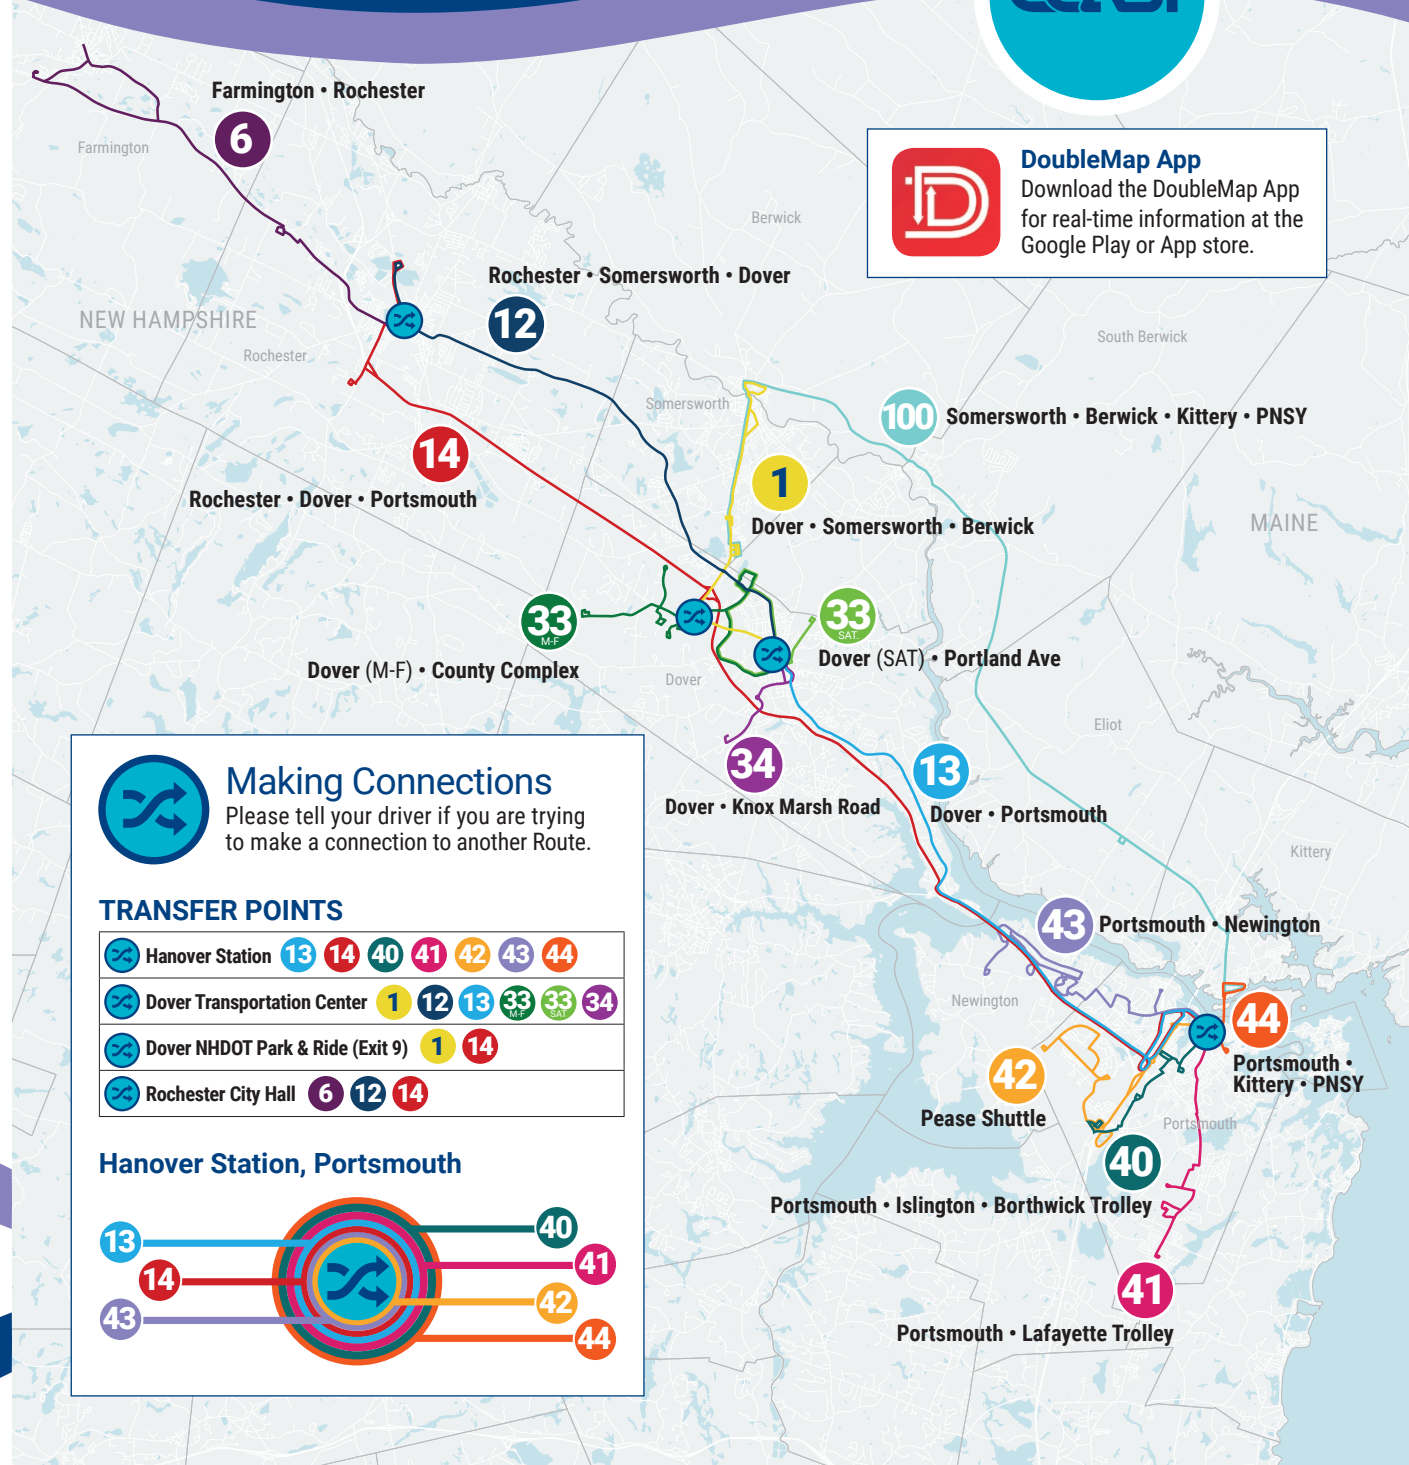 Farmington • Rochester
6
Farmington
DoubleMap App
Download the DoubleMap App
for real-time information at the
Google Play or App store.
Berwick
Rochester • Somersworth • Dover
12
NEW HAMPSHIRE
Rochester
South Berwick
Somersworth
100
Somersworth • Berwick • Kittery • PNSY
14
Rochester • Dover • Portsmouth
1
Dover • Somersworth • Berwick
MAINE
33
M-F
Dover (M-F) • County Complex
33
SAT.
Dover (SAT) • Portland Ave
Dover
Eliot
34
Dover • Knox Marsh Road
13
Dover • Portsmouth
Kittery
Making Connections
Please tell your driver if you are trying
to make a connection to another Route.
TRANSFER POINTS
Hanover Station 13 14 40 41 42 43 44
Dover Transportation Center 1 12 13 33 M-F 33 SAT 34
Dover NHDOT Park & Ride (Exit 9) 1 14
Rochester City Hall 6 12 14
Hanover Station, Portsmouth
13
14
43
40
41
42
44
43
Portsmouth • Newington
Newington
44
Portsmouth •
Kittery • PNSY
42
Pease Shuttle
Portsmouth
40
Portsmouth • Islington • Borthwick Trolley
41
Portsmouth • Lafayette Trolley